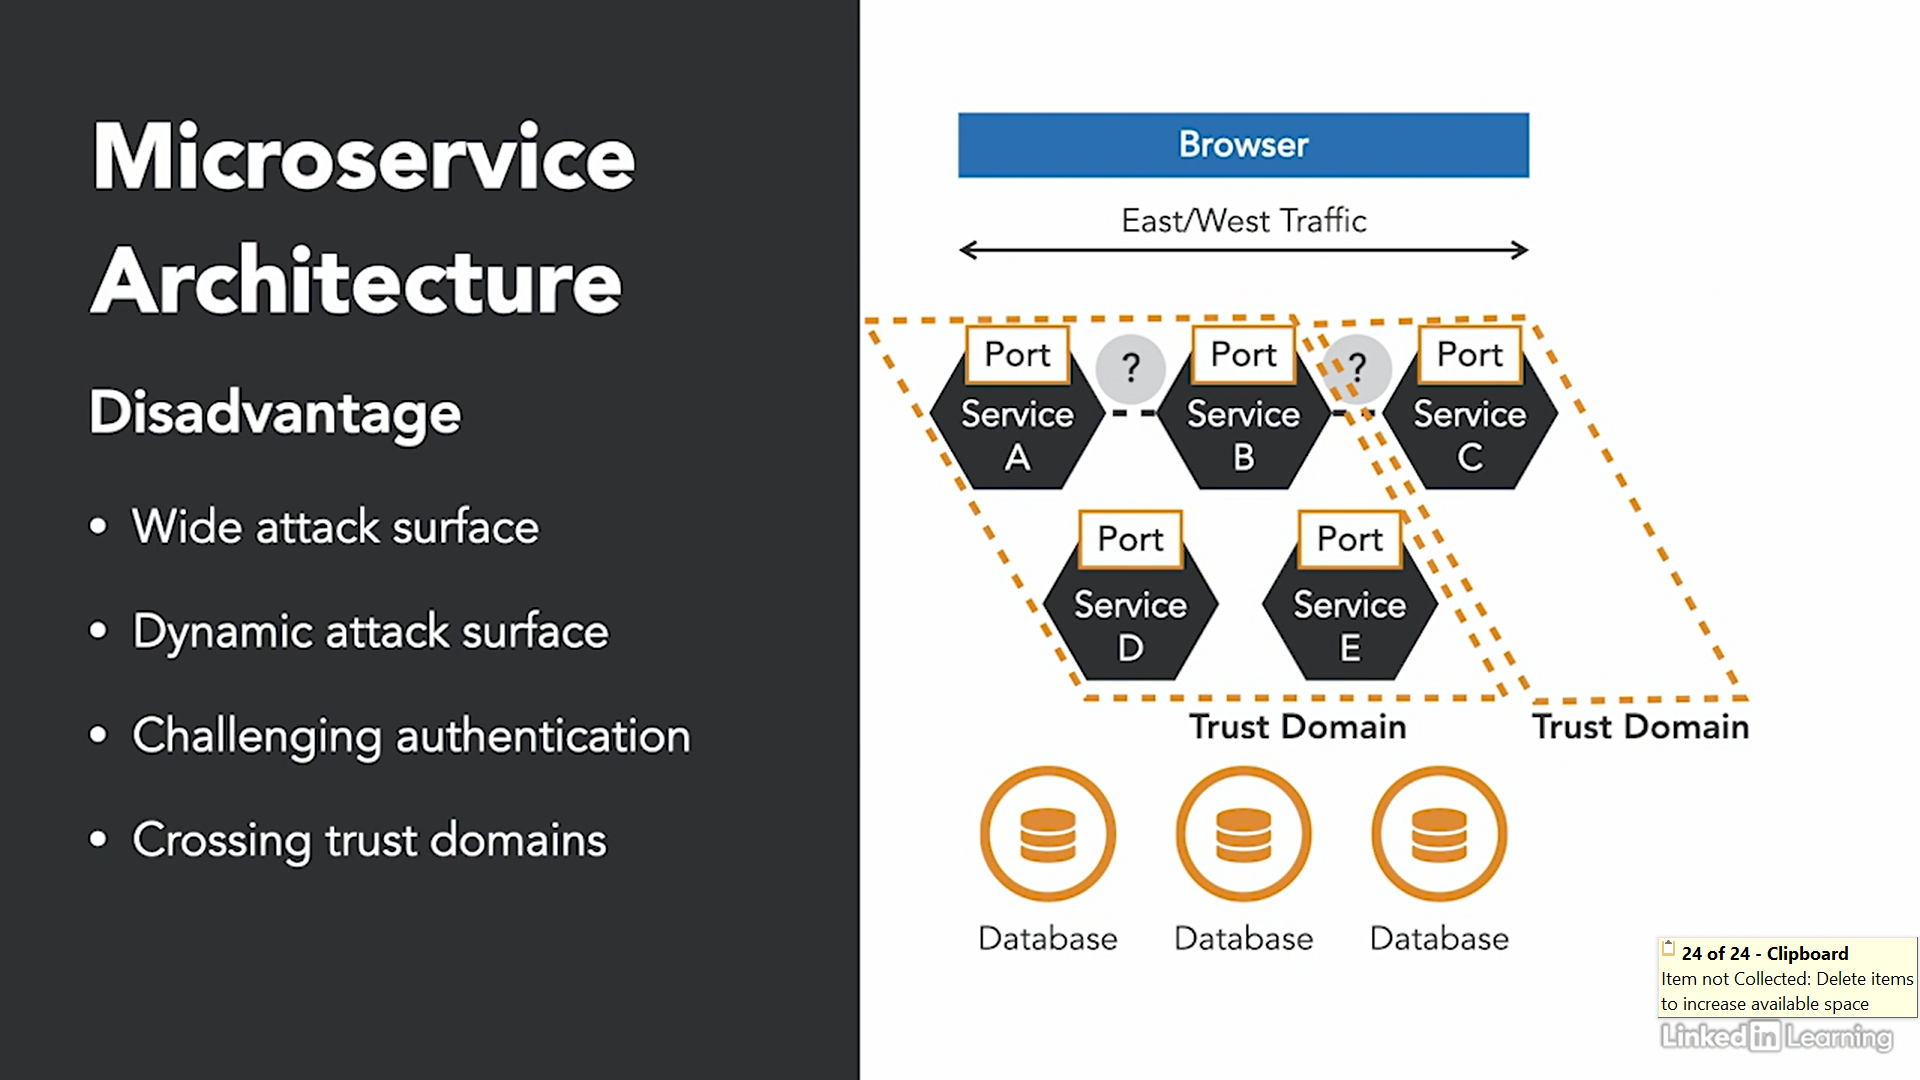 Microservice
Architecture
Disadvantage
• Wide attack surface
• Dynamic attack surface
• Challenging authentication
• Crossing trust domains
Browser
East/West Traffic
Port
Service
A
?
Port
Service
B
?
Port
Service
C
Port
Service
D
Port
Service
E
Trust Domain
Trust Domain
Database
Database
Database
24 of 24 - Clipboard
Item not Collected: Delete items
to increase available space
Linked in Learning